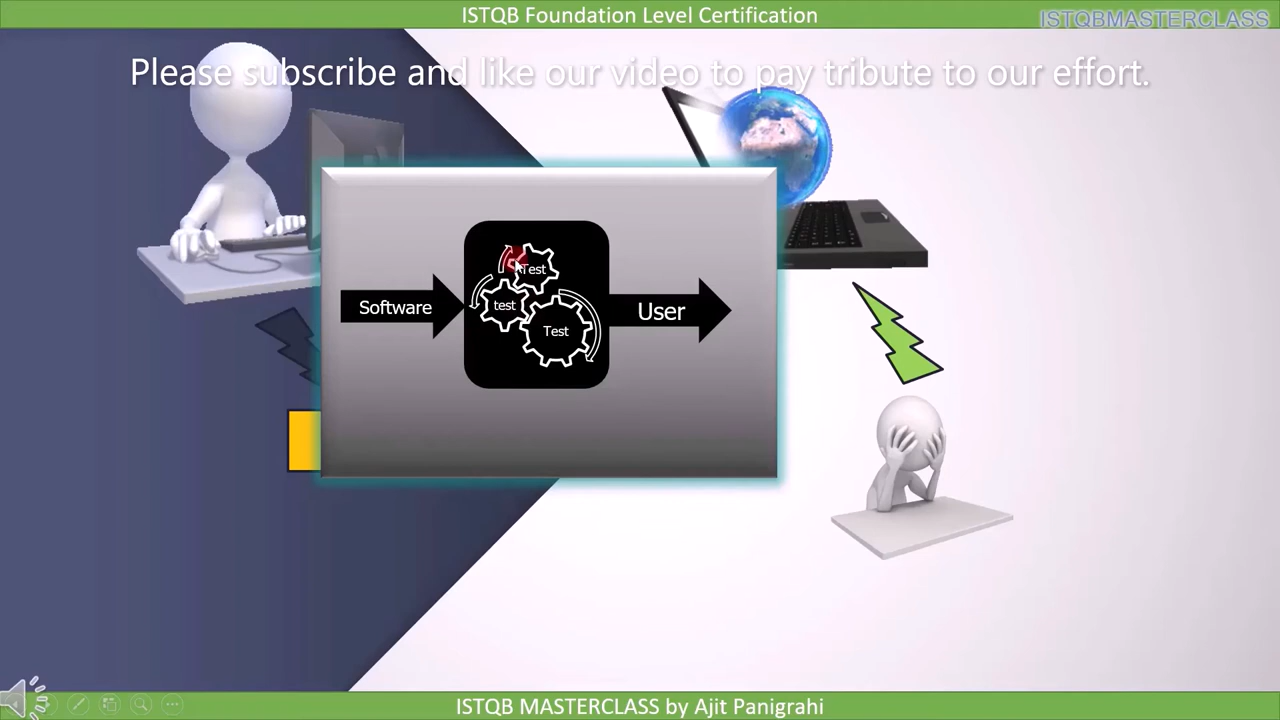 ISTQB Foundation Level Certification
ISTQBMASTERCLASS
Please subscribe and like our video to pay tribute to our effort.
Test
Software
test
User
Test
ISTQB MASTERCLASS by Ajit Panigrahi